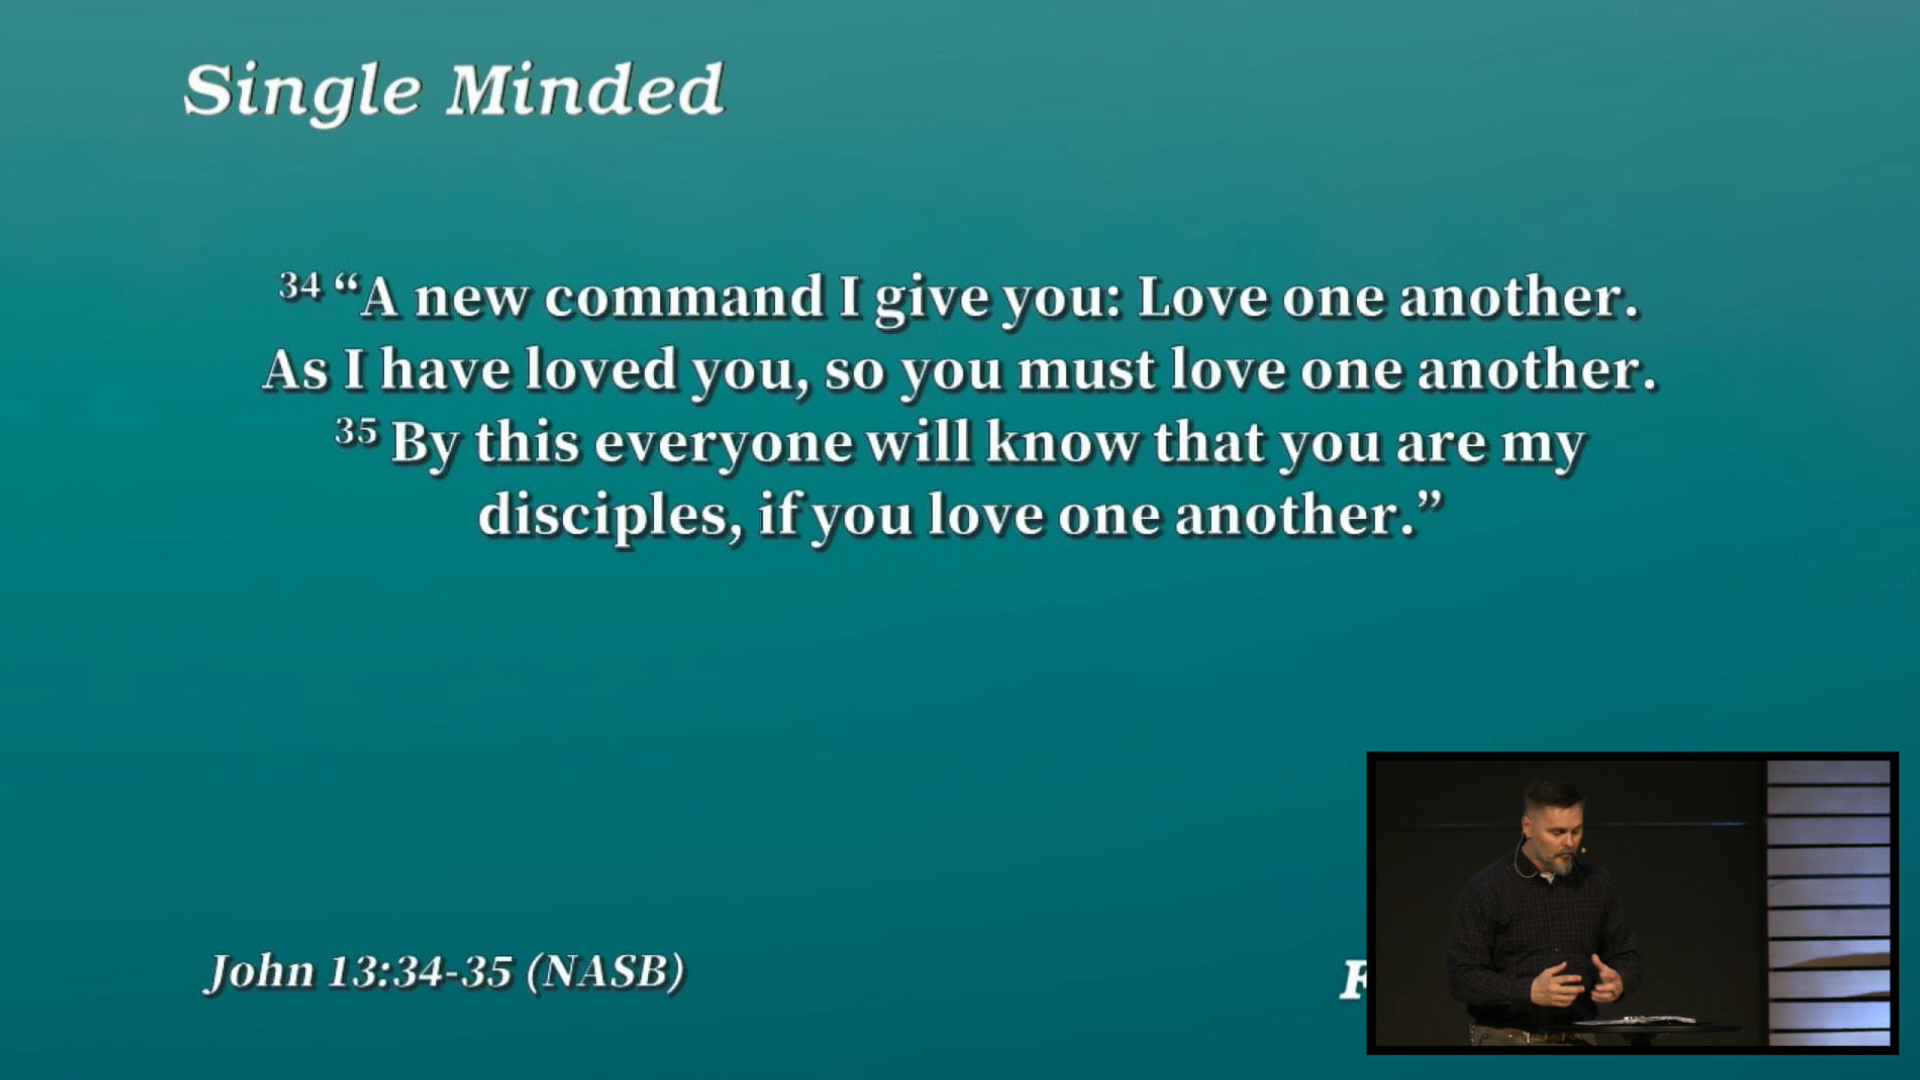 Single Minded
34 “A new command I give you: Love one another.
As I have loved you, so you must love one another.
35 By this everyone will know that you are my
disciples, if you love one another.”
John 13:34-35 (NASB)